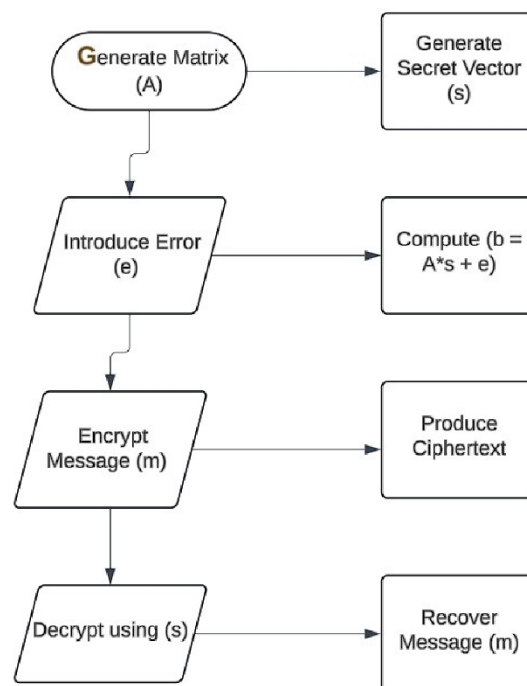 Generate Matrix
(A)
Generate
Secret Vector
(s)
Introduce Error
(e)
Compute (b =
A*s + e)
Encrypt
Message (m)
Produce
Ciphertext
Decrypt using (s)
Recover
Message (m)